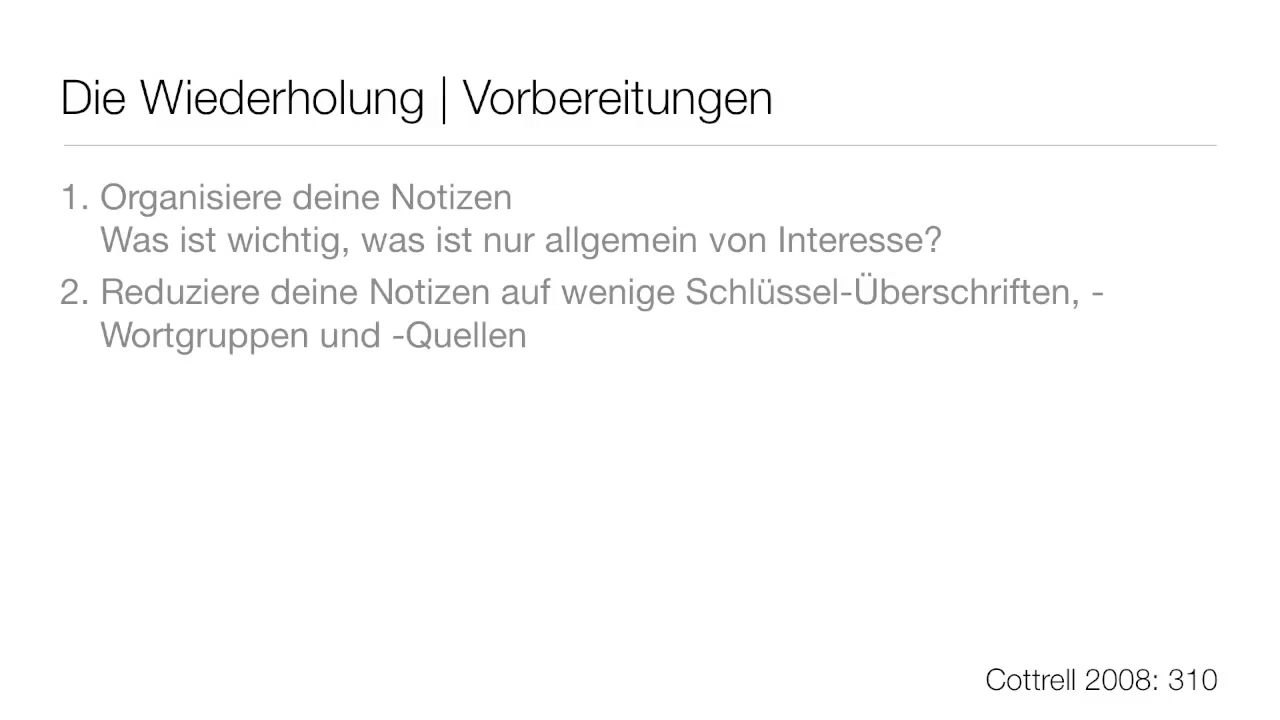 Die Wiederholung | Vorbereitungen
1. Organisiere deine Notizen
Was ist wichtig, was ist nur allgemein von Interesse?
2. Reduziere deine Notizen auf wenige Schlüssel-Überschriften, -
Wortgruppen und -Quellen
Cottrell 2008: 310